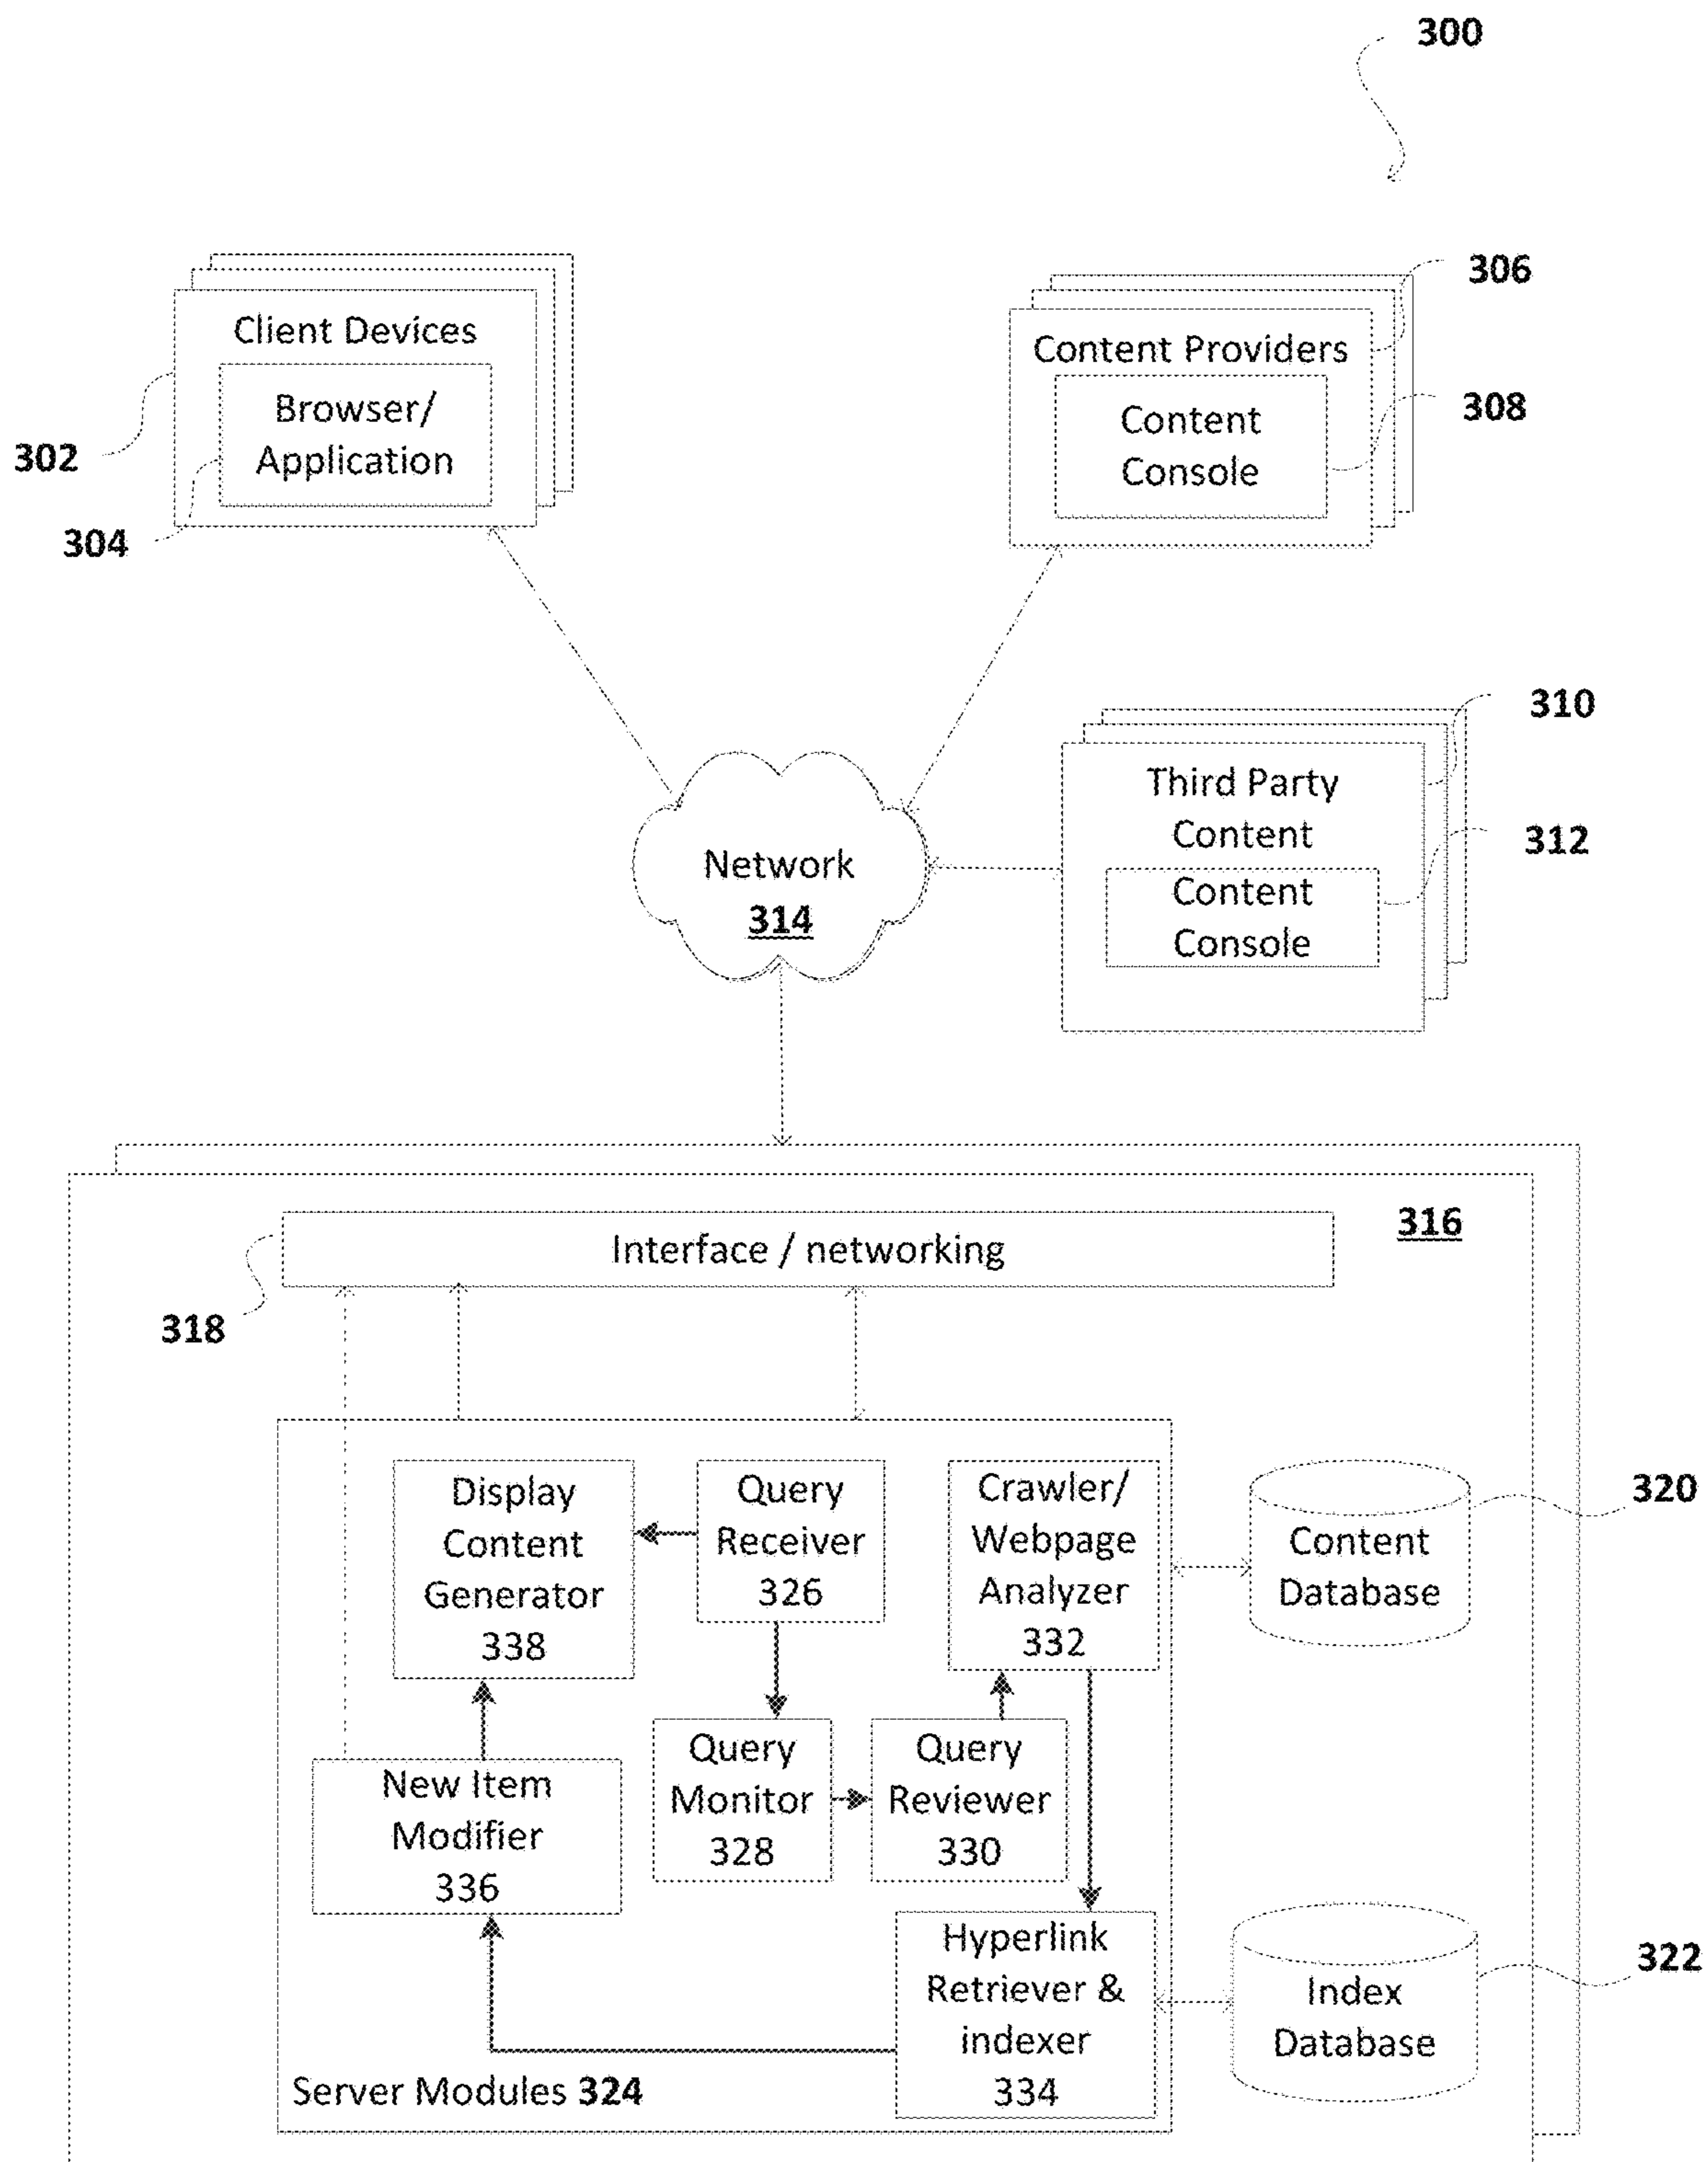 300
Client Devices
Browser/
Application
302
304
306
Content Providers
Content
Console
308
310
Third Party
Content
312
Content
Console
Network
314
316
Interface / networking
318
Display
Content
Generator
338
Query
Receiver
326
Crawler/
Webpage
Analyzer
332
320
Content
Database
New Item
Modifier
336
Query
Monitor
328
Query
Reviewer
330
Hyperlink
Retriever &
indexer
334
322
Index
Database
Server Modules 324